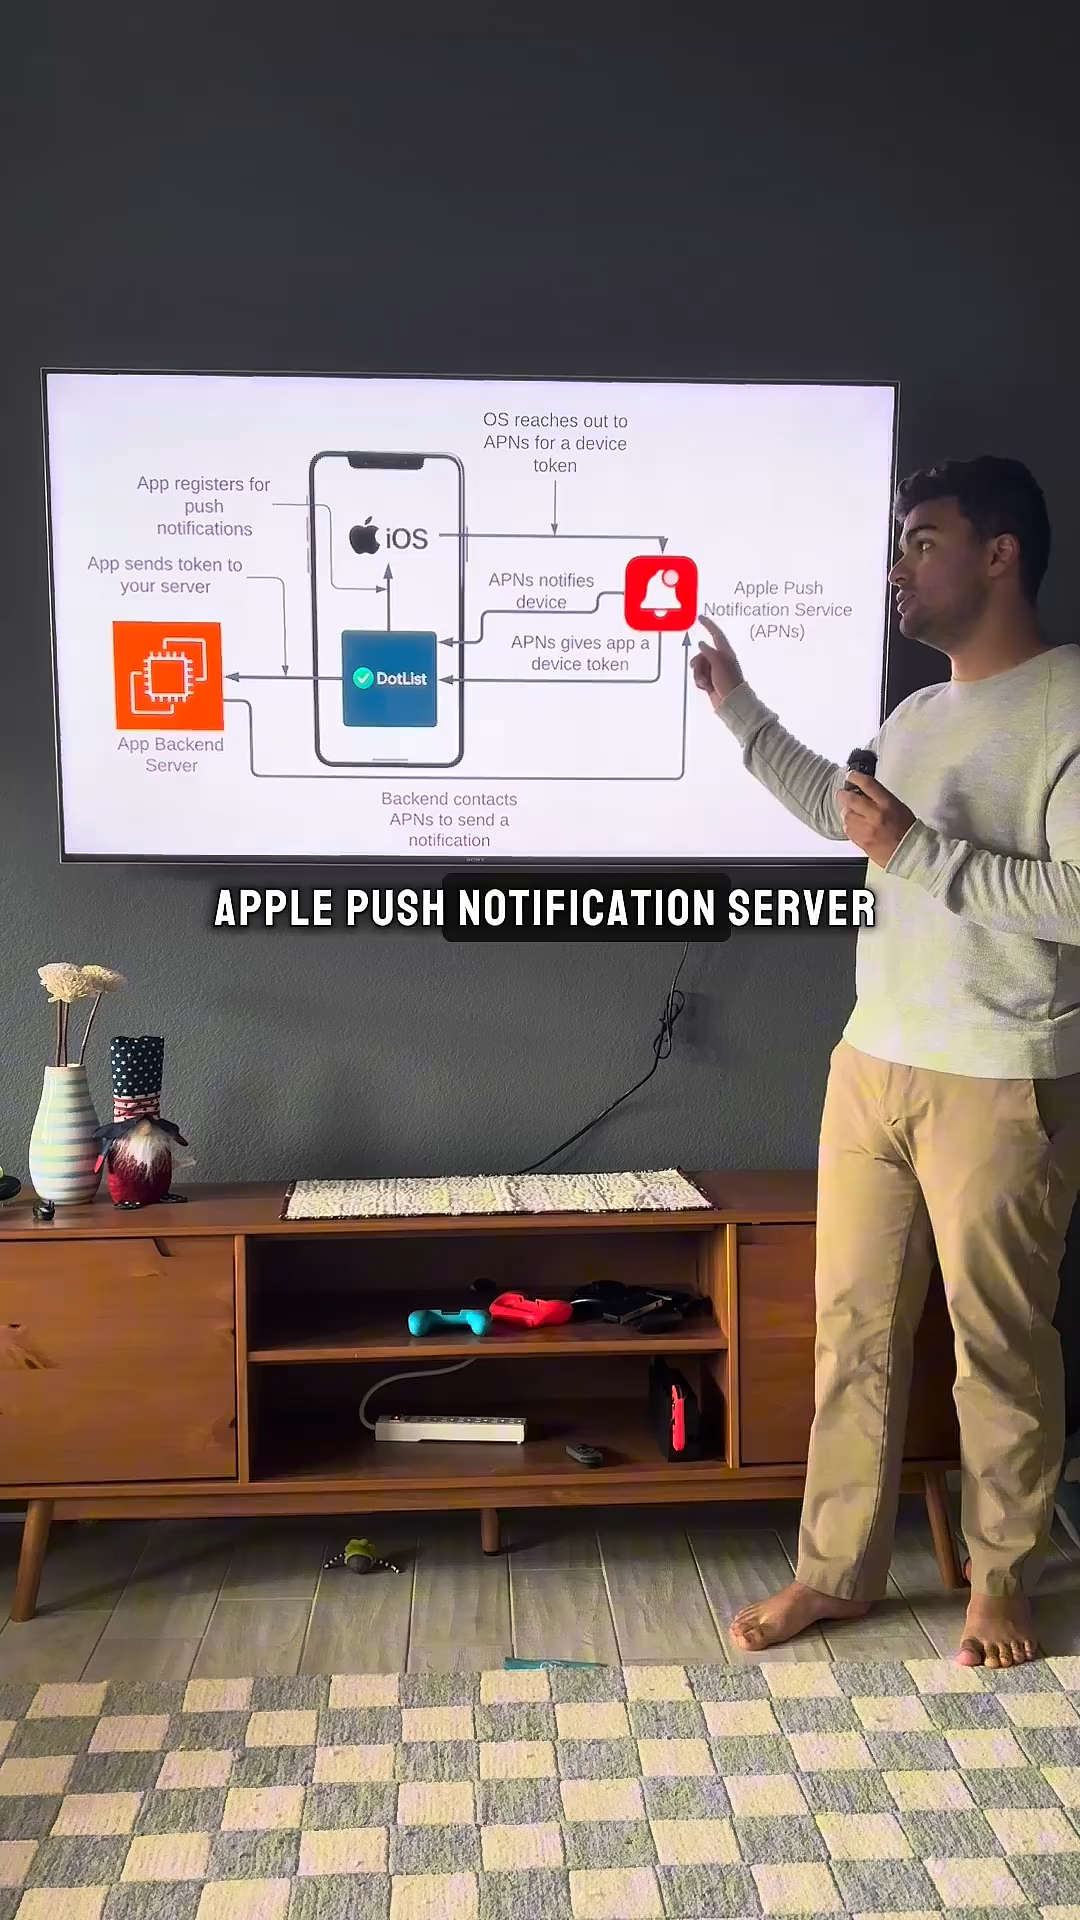 OS reaches out to
APNs for a device
token
App registers for
push
notifications
iOS
App sends token to
your server
APNs notifies
device
Apple Push
Notification Service
(APNs)
APNs gives app a
device token
DotList
App Backend
Server
Backend contacts
APNs to send a
notification
SONY
APPLE PUSH NOTIFICATION SERVER